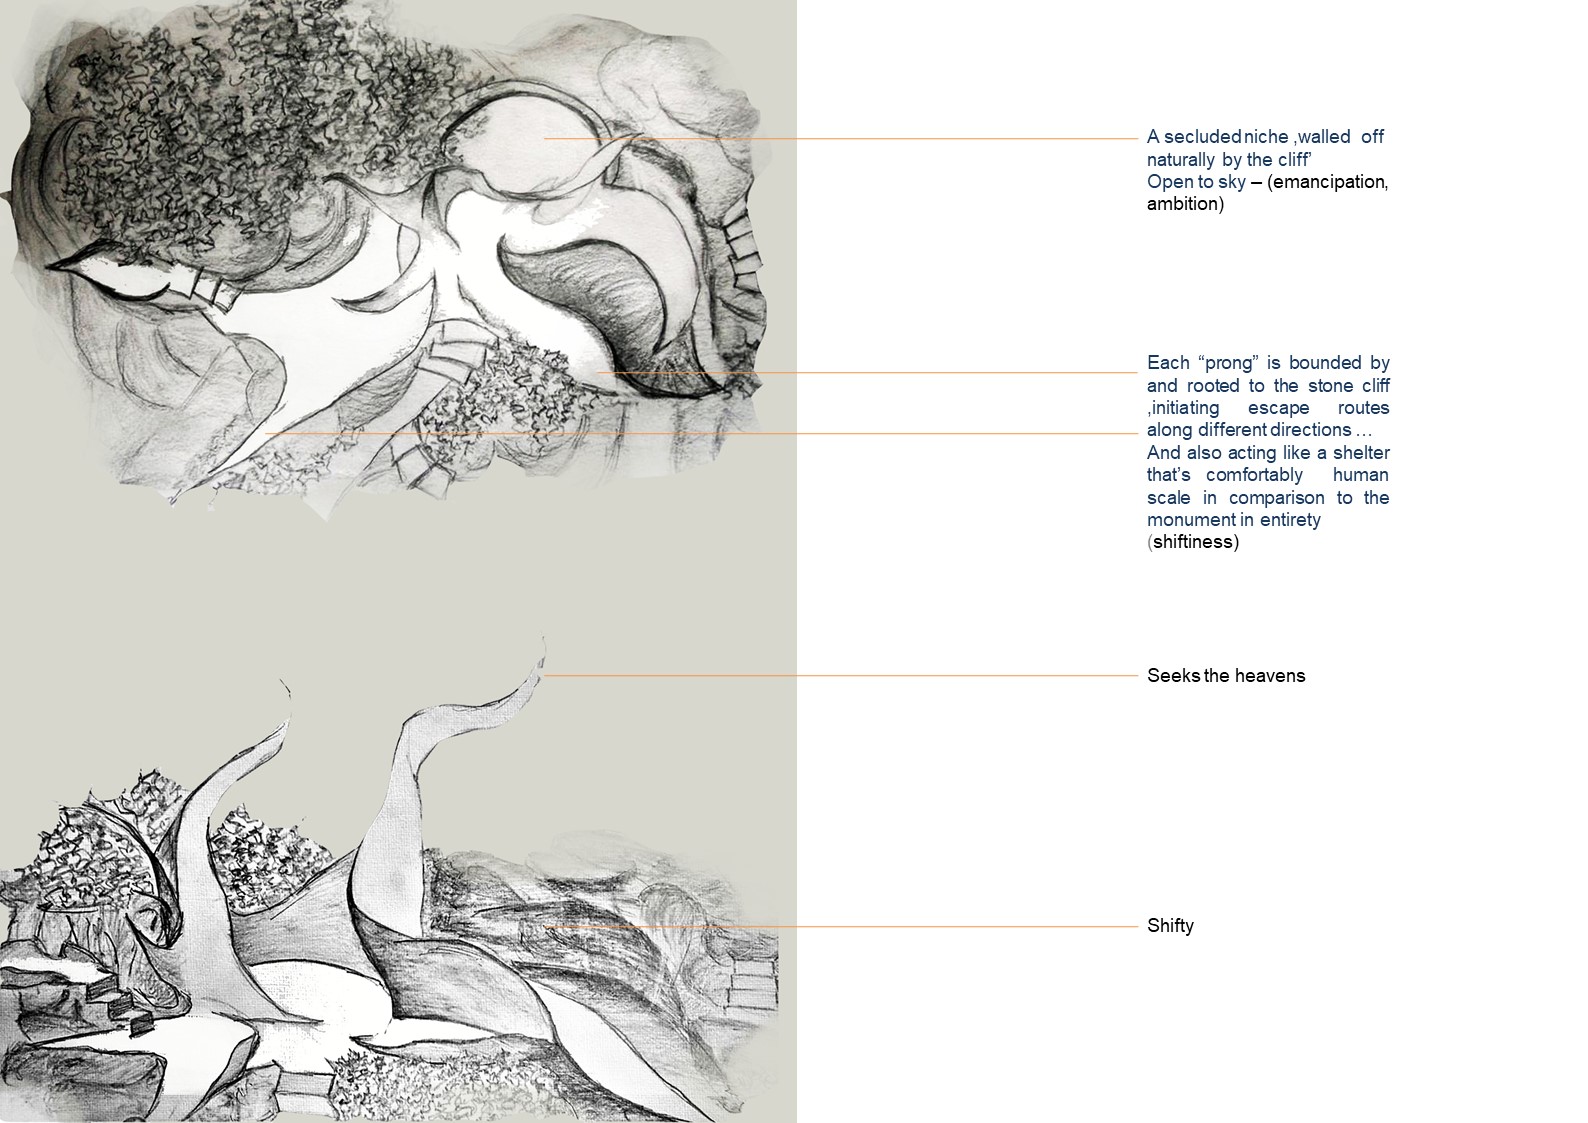 A secluded niche ,walled off
naturally by the cliff’
Open to sky – (emancipation,
ambition)
Each “prong” is bounded by
and rooted to the stone cliff
,initiating escape routes
along different directions …
And also acting like a shelter
that’s comfortably human
scale in comparison to the
monument in entirety
(shiftiness)
Seeks the heavens
Shifty